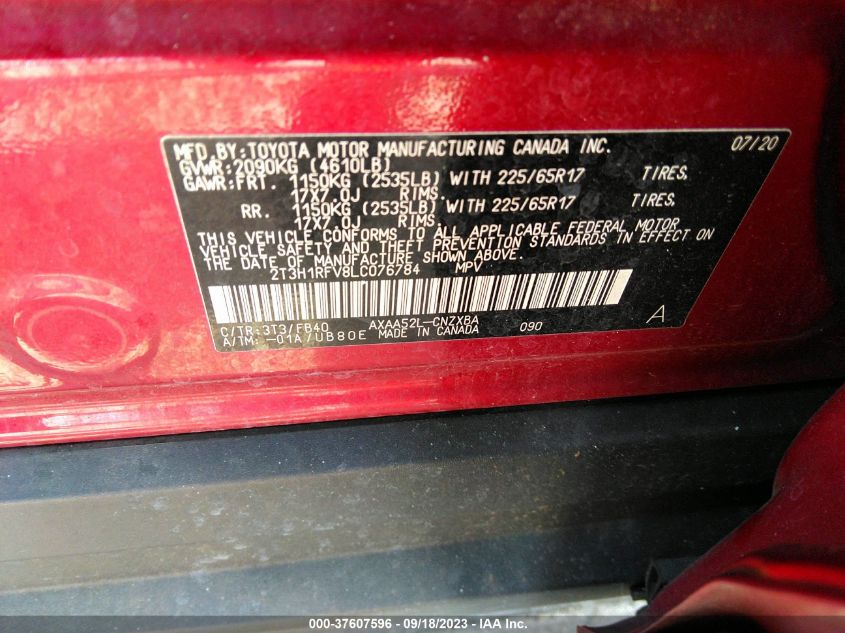 MFD.BY:TOYOTA MOTOR MANUFACTURING CANADA INC. 07/20
GVWR:2090KG (4610LB)
GAWR:FRT. 1150KG (2535LB) WITH 225/65R17 TIRES.
17X7.0J RIMS.
RR. 1150KG (2535LB) WITH 225/65R17 TIRES.
17X7.0J RIMS.
THIS VEHICLE CONFORMS TO ALL APPLICABLE FEDERAL MOTOR
VEHICLE SAFETY AND THEFT PREVENTION STANDARDS IN EFFECT ON
THE DATE OF MANUFACTURE SHOWN ABOVE.
2T3H1RFV8LC076784 MPV
C/TR:3T3/FB40 AXAA52L-CNZXBA
A/TM: -01A/UB80E MADE IN CANADA 090 A
000-37607596 - 09/18/2023 - IAA Inc.